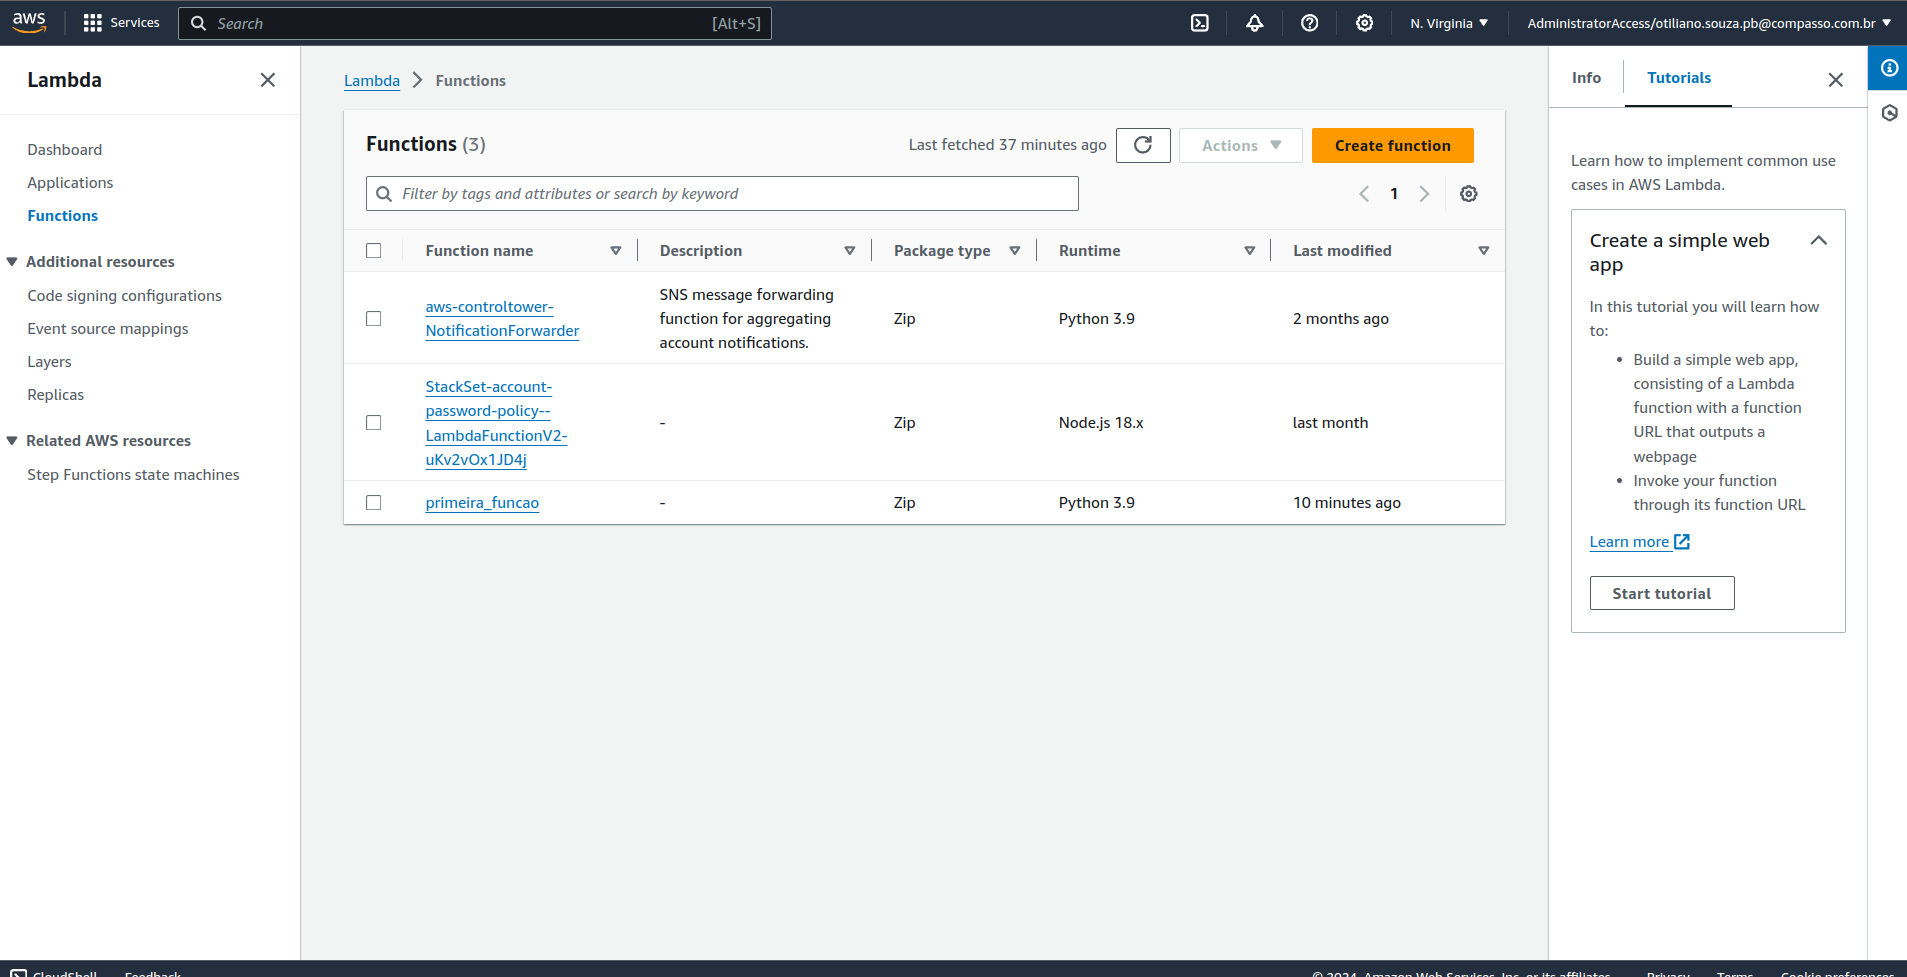 aws
Services
Search
[Alt+S]
N. Virginia
AdministratorAccess/otiliano.souza.pb@compasso.com.br
Lambda
Dashboard
Applications
Functions
Additional resources
Code signing configurations
Event source mappings
Layers
Replicas
Related AWS resources
Step Functions state machines
Lambda
Functions
Functions (3)
Last fetched 37 minutes ago
Actions
Create function
Filter by tags and attributes or search by keyword
1
Function name
Description
Package type
Runtime
Last modified
aws-controltower-
NotificationForwarder
SNS message forwarding
function for aggregating
account notifications.
Zip
Python 3.9
2 months ago
StackSet-account-
password-policy--
LambdaFunctionV2-
uKv2vOx1JD4j
-
Zip
Node.js 18.x
last month
primeira_funcao
-
Zip
Python 3.9
10 minutes ago
Info
Tutorials
Learn how to implement common use
cases in AWS Lambda.
Create a simple web
app
In this tutorial you will learn how
to:
• Build a simple web app,
consisting of a Lambda
function with a function
URL that outputs a
webpage
• Invoke your function
through its function URL
Learn more
Start tutorial
CloudShell
Feedback
© 2024, Amazon Web Services, Inc. or its affiliates.
Privacy
Terms
Cookie preferences